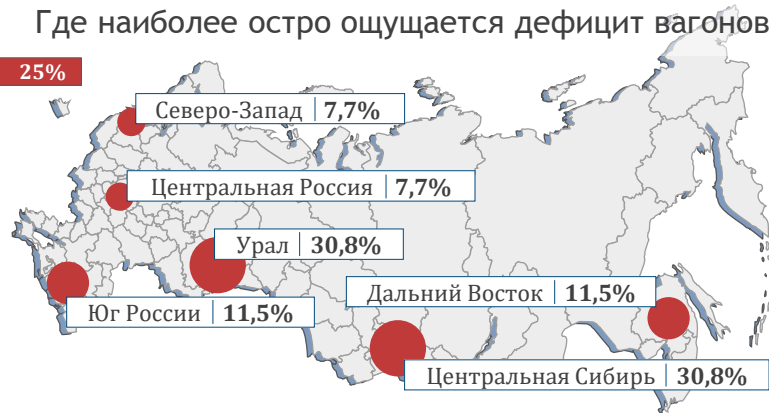 Где наиболее остро ощущается дефицит вагонов
25%
Северо-Запад | 7,7%
Центральная Россия | 7,7%
Урал | 30,8%
Дальний Восток | 11,5%
Юг России | 11,5%
Центральная Сибирь | 30,8%